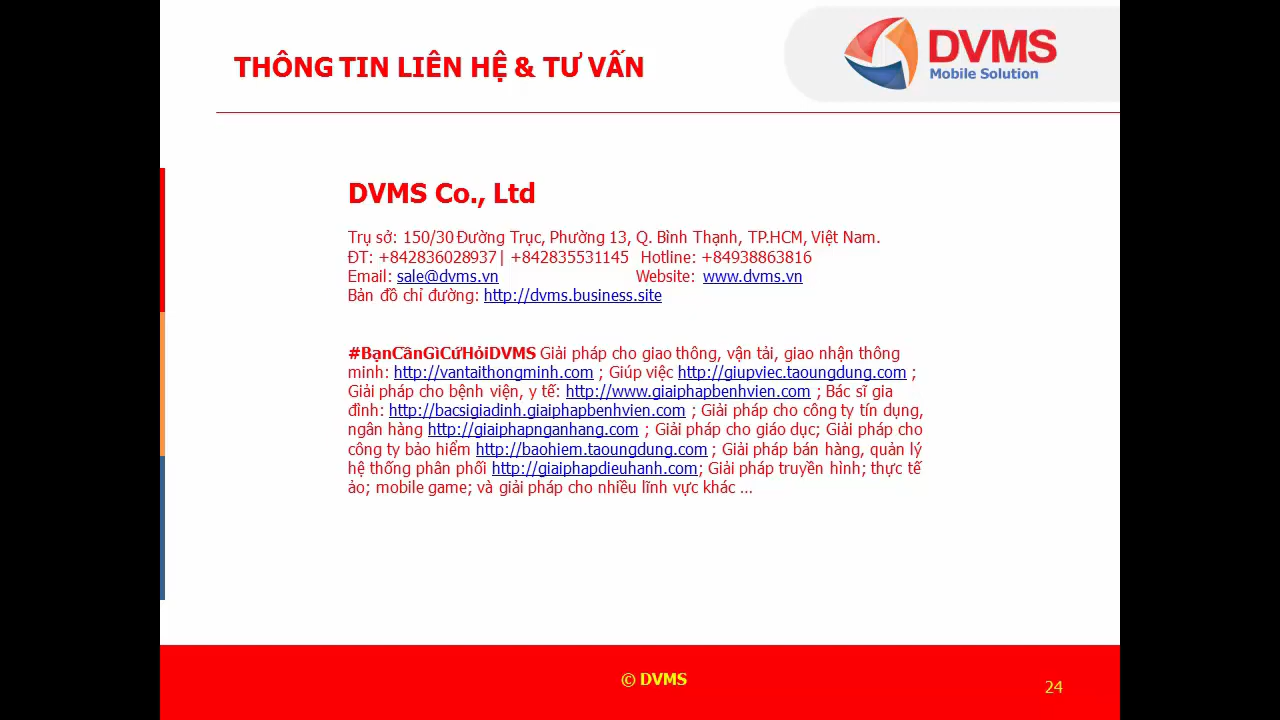 THÔNG TIN LIÊN HỆ & TƯ VẤN
DVMS
Mobile Solution
DVMS Co., Ltd
Trụ sở: 150/30 Đường Trục, Phường 13, Q. Bình Thạnh, TP.HCM, Việt Nam.
ĐT: +842836028937| +842835531145 Hotline: +84938863816
Email: sale@dvms.vn Website: www.dvms.vn
Bản đồ chỉ đường: http://dvms.business.site
#BạnCầnGìCứHỏiDVMS Giải pháp cho giao thông, vận tải, giao nhận thông
minh: http://vantaithongminh.com ; Giúp việc http://giupviec.taoungdung.com ;
Giải pháp cho bệnh viện, y tế: http://www.giaiphapbenhvien.com ; Bác sĩ gia
đình: http://bacsigiadinh.giaiphapbenhvien.com ; Giải pháp cho công ty tín dụng,
ngân hàng http://giaiphapnganhang.com ; Giải pháp cho giáo dục; Giải pháp cho
công ty bảo hiểm http://baohiem.taoungdung.com ; Giải pháp bán hàng, quản lý
hệ thống phân phối http://giaiphapdieuhanh.com; Giải pháp truyền hình; thực tế
ảo; mobile game; và giải pháp cho nhiều lĩnh vực khác ...
© DVMS
24